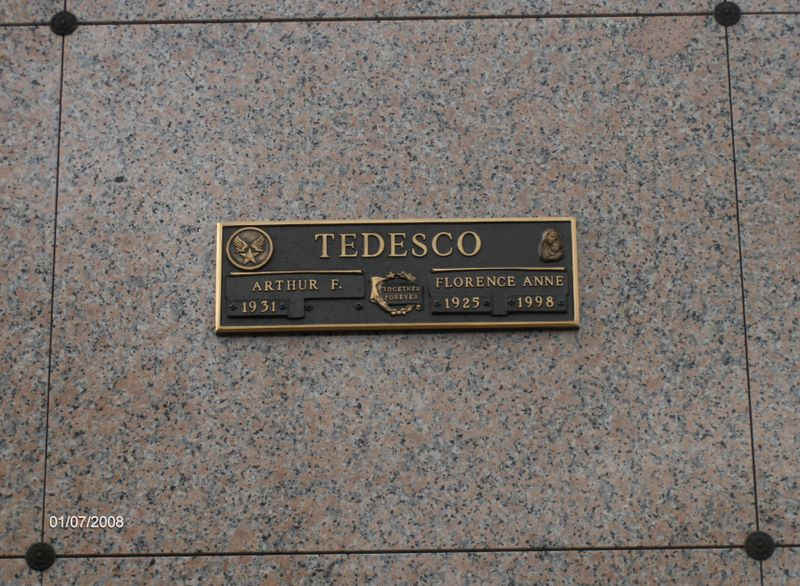 TEDESCO
ARTHUR F.
1931
TOGETHER
FOREVER
FLORENCE ANNE
1925 1998
01/07/2008